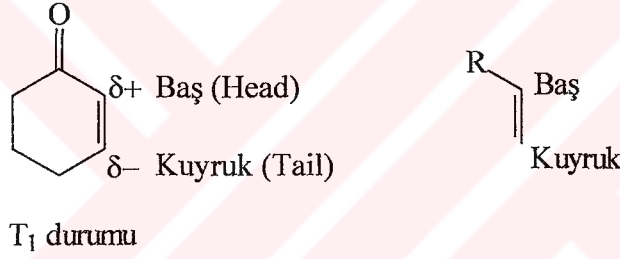 O
δ+ Baş (Head)
R
Baş
δ− Kuyruk (Tail)
Kuyruk
T₁ durumu